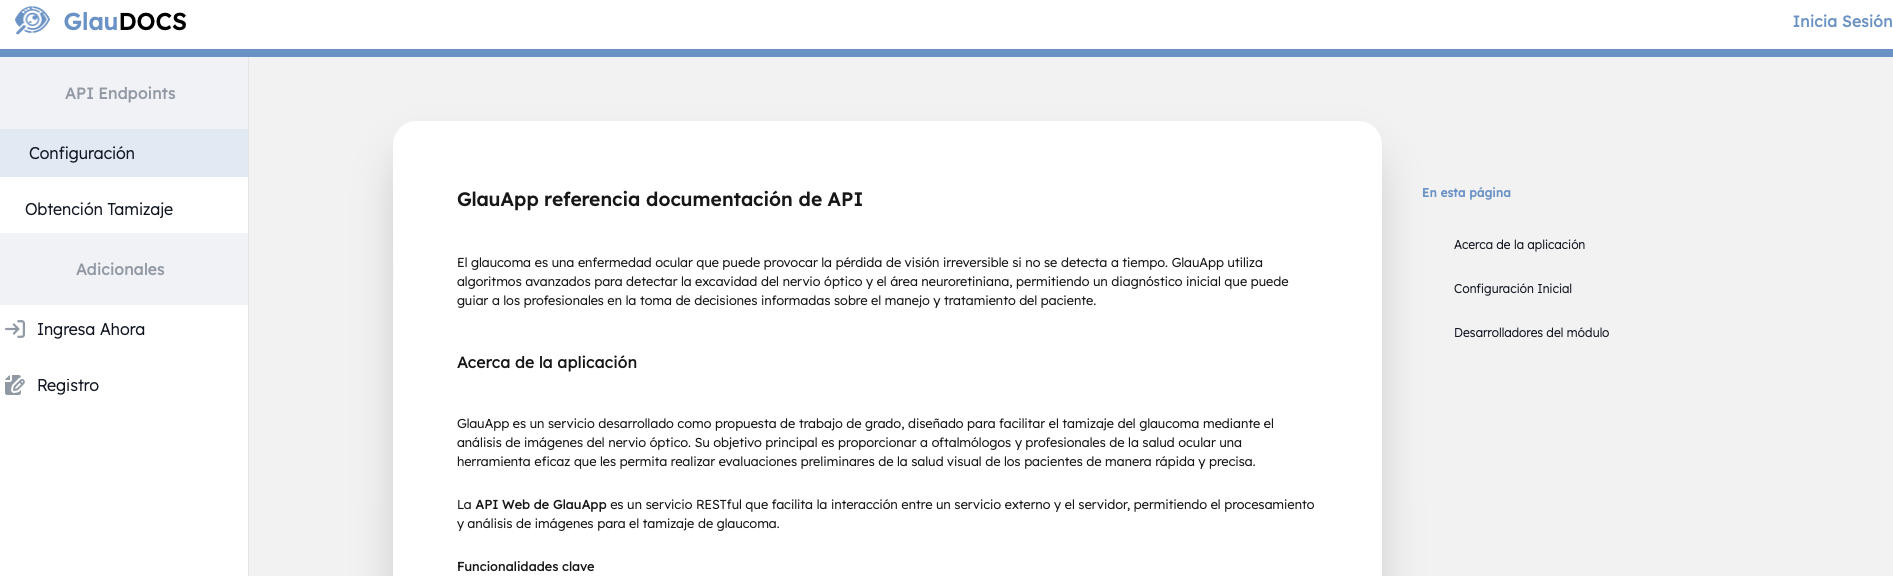 GlauDOCS
Inicia Sesión
API Endpoints
Configuración
Obtención Tamizaje
Adicionales
Ingresa Ahora
Registro
GlauApp referencia documentación de API
El glaucoma es una enfermedad ocular que puede provocar la pérdida de visión irreversible si no se detecta a tiempo. GlauApp utiliza
algoritmos avanzados para detectar la excavidad del nervio óptico y el área neuroretiniana, permitiendo un diagnóstico inicial que puede
guiar a los profesionales en la toma de decisiones informadas sobre el manejo y tratamiento del paciente.
Acerca de la aplicación
GlauApp es un servicio desarrollado como propuesta de trabajo de grado, diseñado para facilitar el tamizaje del glaucoma mediante el
análisis de imágenes del nervio óptico. Su objetivo principal es proporcionar a oftalmólogos y profesionales de la salud ocular una
herramienta eficaz que les permita realizar evaluaciones preliminares de la salud visual de los pacientes de manera rápida y precisa.
La API Web de GlauApp es un servicio RESTful que facilita la interacción entre un servicio externo y el servidor, permitiendo el procesamiento
y análisis de imágenes para el tamizaje de glaucoma.
Funcionalidades clave
En esta página
Acerca de la aplicación
Configuración Inicial
Desarrolladores del módulo